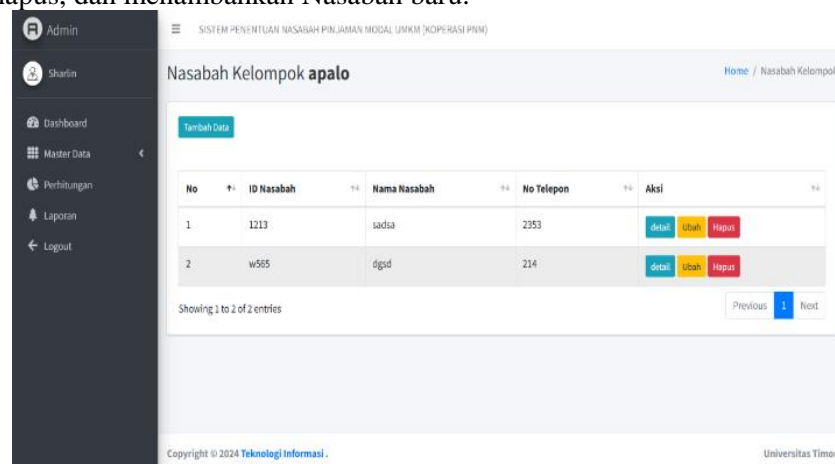 hapus, dan menambahkan Nasabah baru.
Admin
SISTEM PENENTUAN NASABAH PINJAMAN MODAL UMKM (KOPERASI PNM)
Sharlin
Nasabah Kelompok apalo
Home / Nasabah Kelompok
Dashboard
Tambah Data
Master Data
Perhitungan
No ID Nasabah Nama Nasabah No Telepon Aksi
Laporan
1 1213 sadsa 2353 detail Ubah Hapus
Logout
2 w565 dgsd 214 detail Ubah Hapus
Showing 1 to 2 of 2 entries
Previous 1 Next
Copyright © 2024 Teknologi Informasi .
Universitas Timor